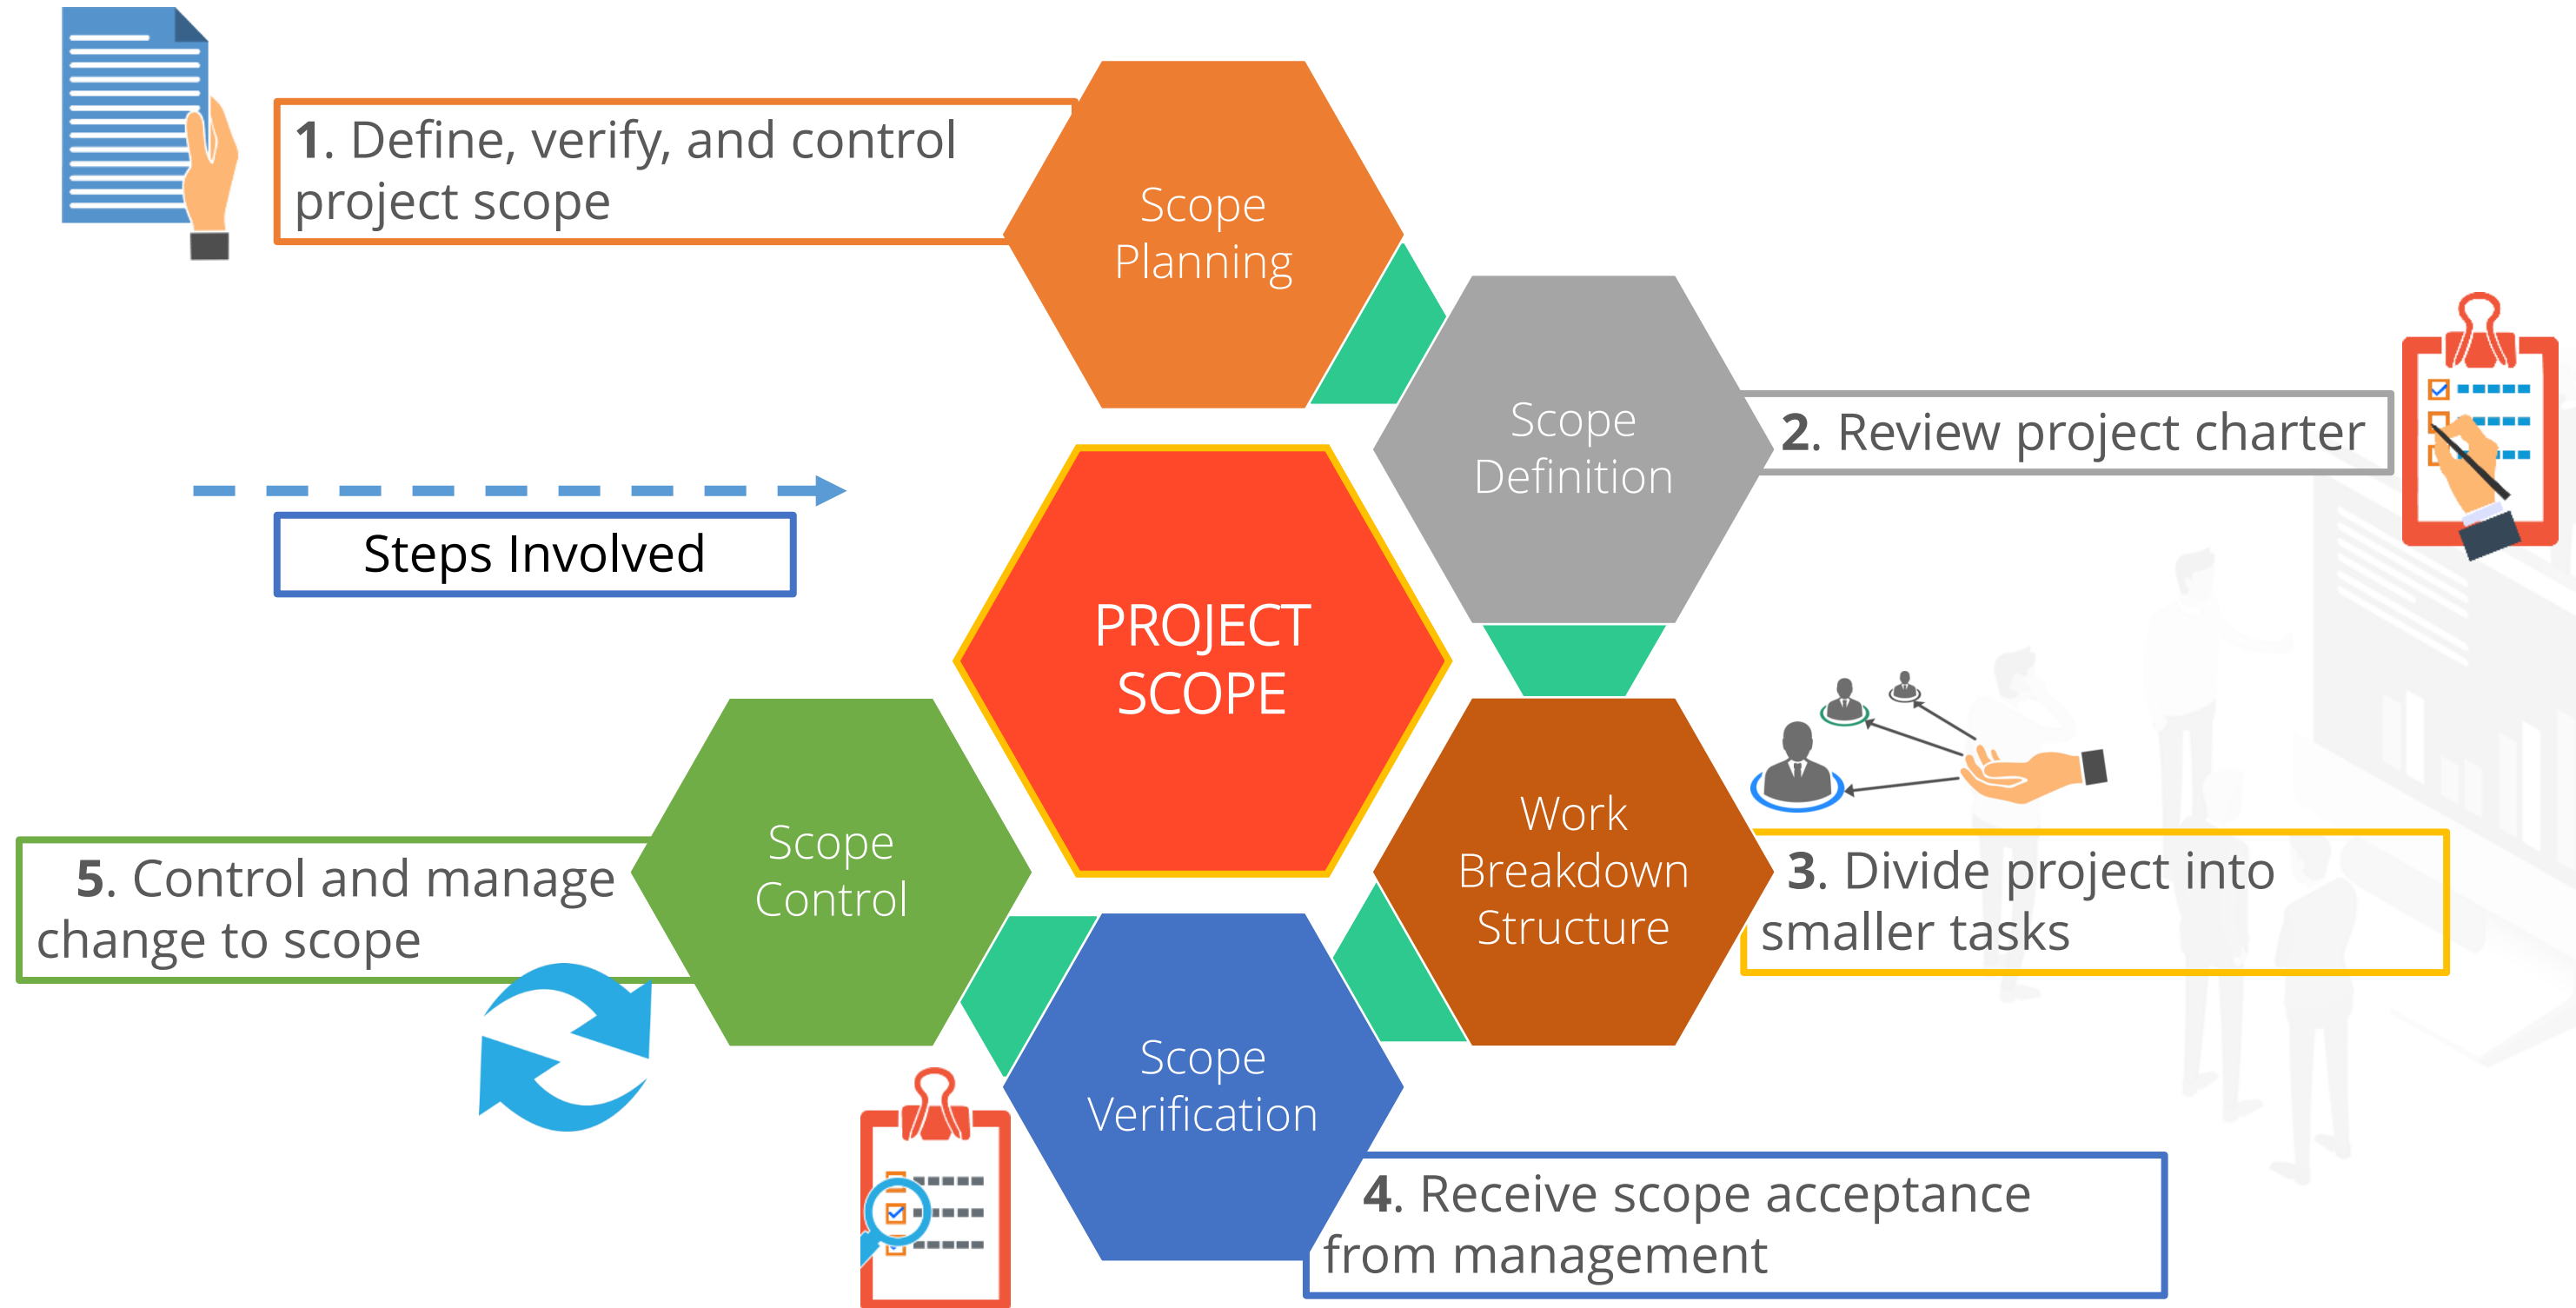 1. Define, verify, and control
project scope
Scope
Planning
Scope
Definition
2. Review project charter
Steps Involved
PROJECT
SCOPE
Work
Breakdown
Structure
3. Divide project into
smaller tasks
Scope
Control
5. Control and manage
change to scope
Scope
Verification
4. Receive scope acceptance
from management